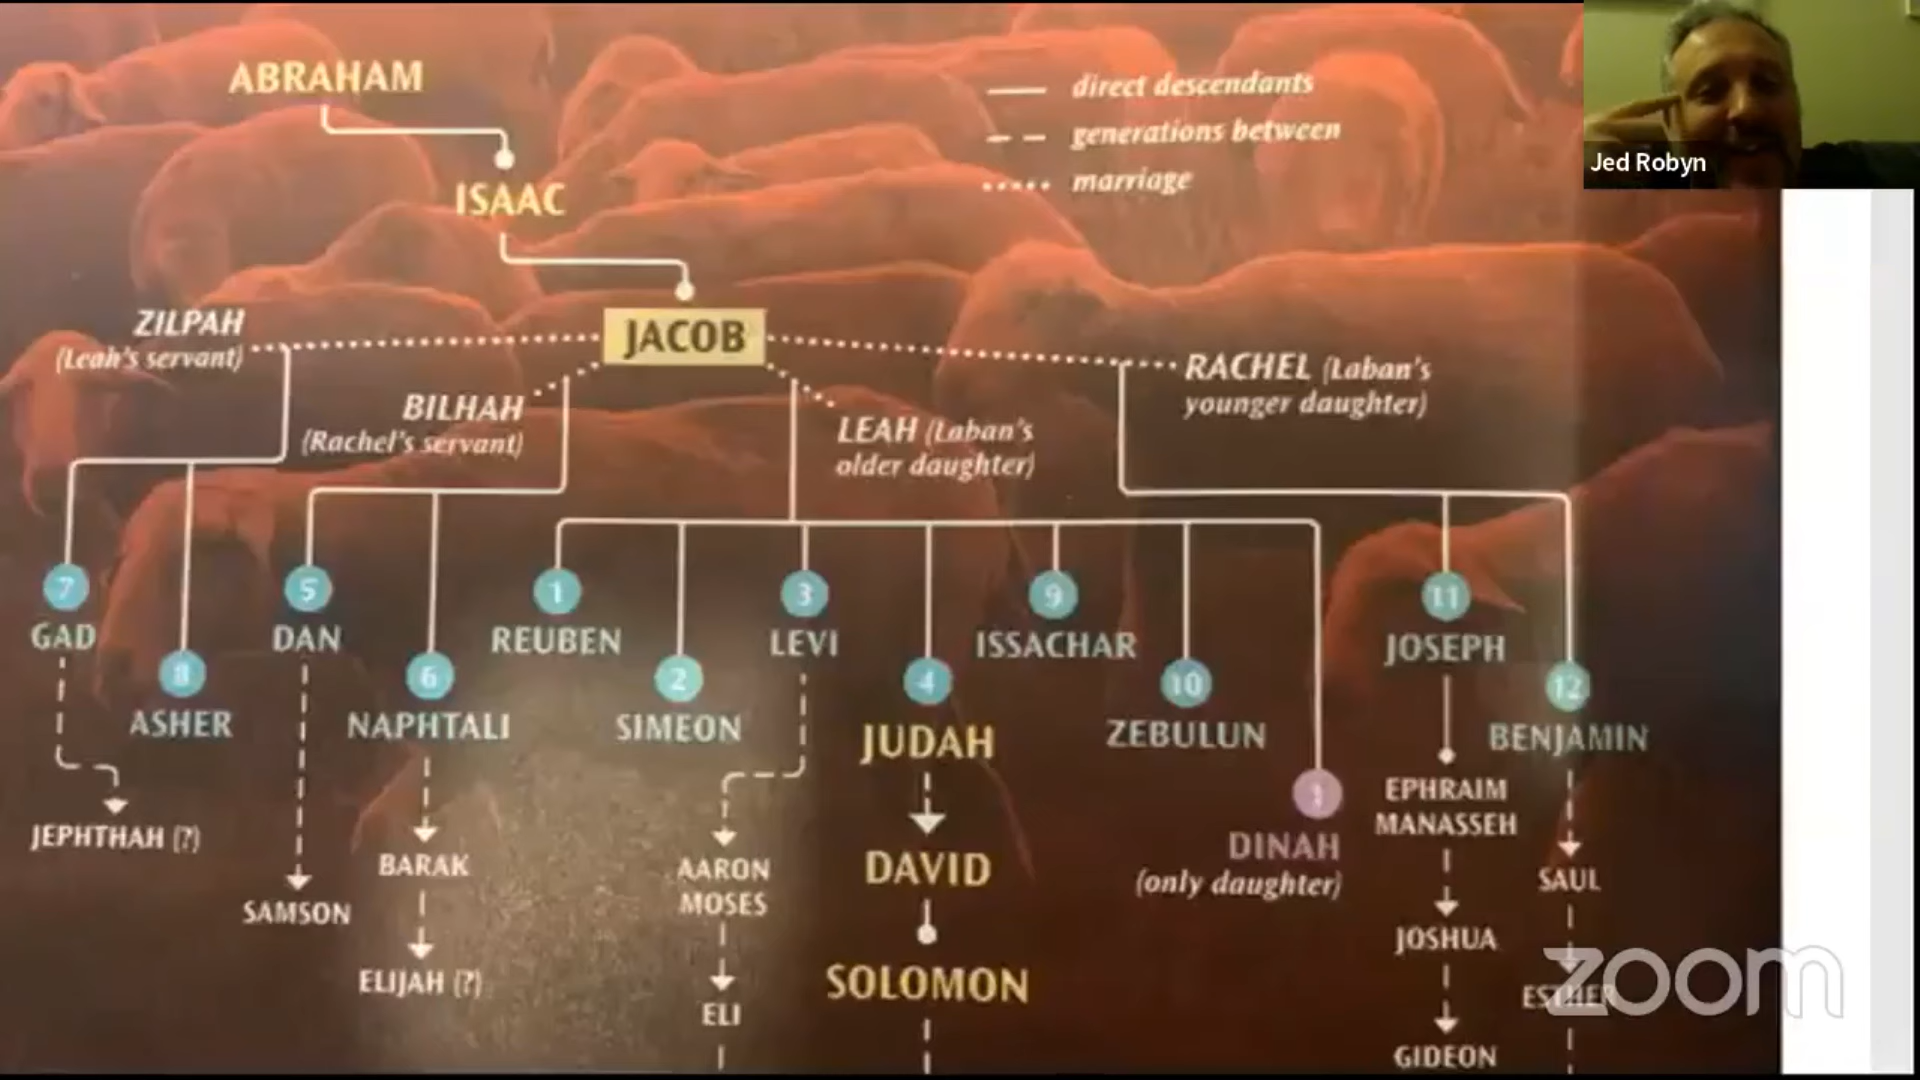 ABRAHAM
direct descendants
generations between
marriage
Jed Robyn
ISAAC
ZILPAH
(Leah's servant)
JACOB
BILHAH
(Rachel's servant)
LEAH (Laban's
older daughter)
RACHEL (Laban's
younger daughter)
7
GAD
8
ASHER
5
DAN
6
NAPHTALI
1
REUBEN
2
SIMEON
3
LEVI
4
JUDAH
9
ISSACHAR
10
ZEBULUN
1
DINAH
(only daughter)
11
JOSEPH
12
BENJAMIN
JEPHTHAH (?)
SAMSON
BARAK
ELIJAH (?)
AARON
MOSES
ELI
DAVID
SOLOMON
EPHRAIM
MANASSEH
JOSHUA
GIDEON
SAUL
ESTHER
zoom